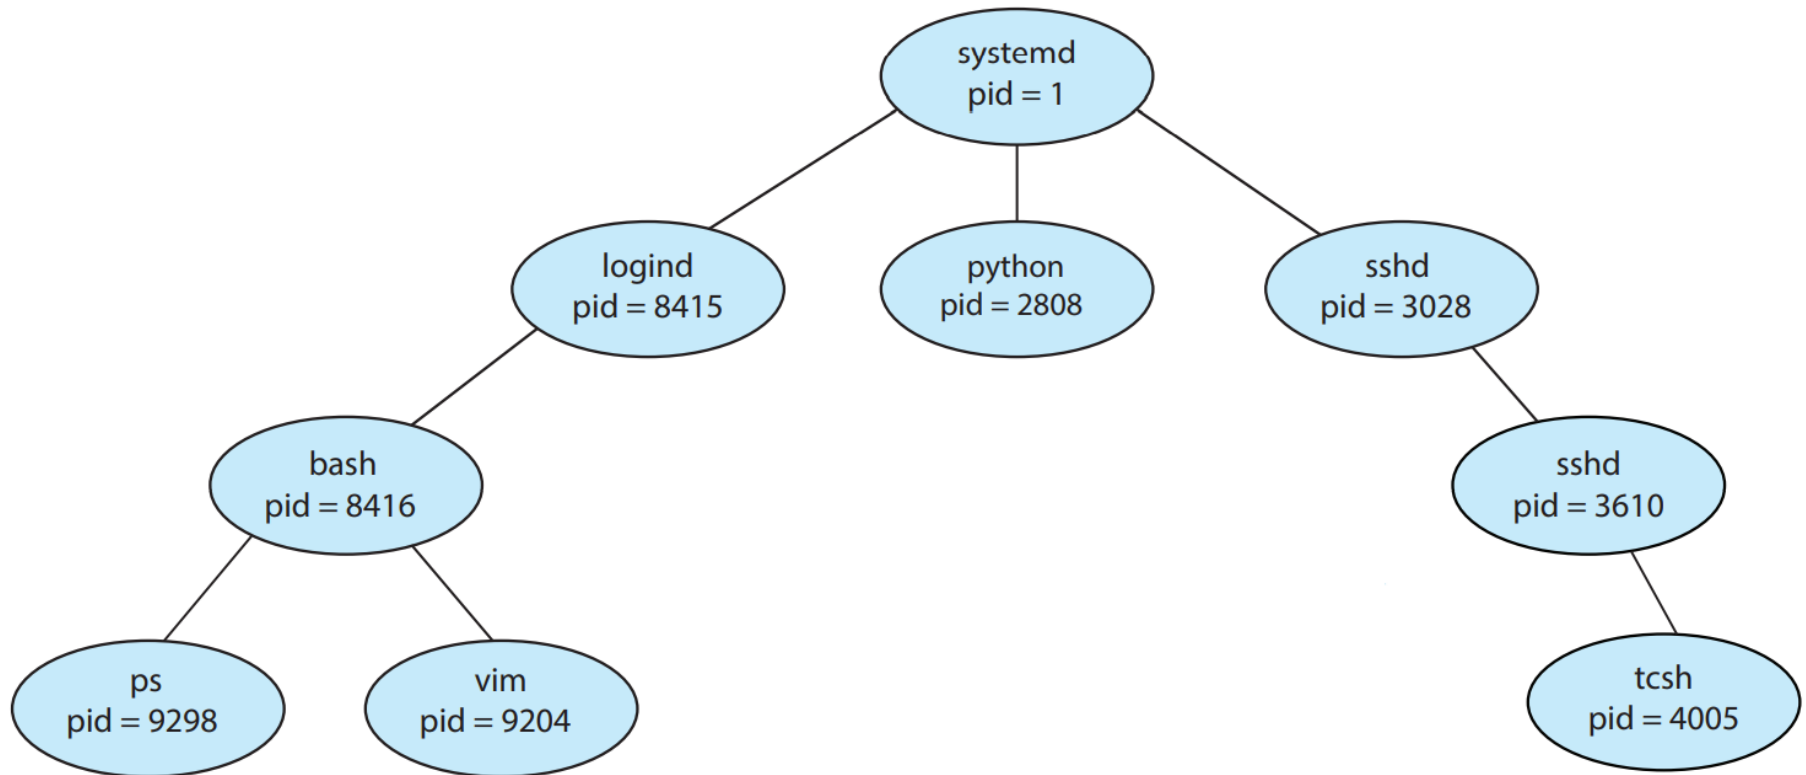 systemd
pid = 1
logind
pid = 8415
python
pid = 2808
sshd
pid = 3028
bash
pid = 8416
sshd
pid = 3610
ps
pid = 9298
vim
pid = 9204
tcsh
pid = 4005